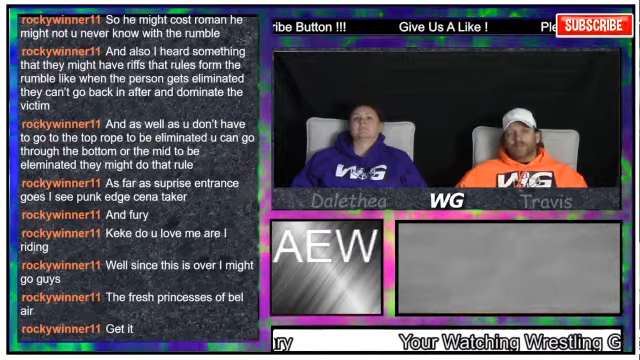 rockywinner11 So he might cost roman he
might not u never know with the rumble
rockywinner11 And also I heard something
that they might have riffs that rules form the
rumble like when the person gets eliminated
they can't go back in after and dominate the
victim
rockywinner11 And as well as u don't have
to go to the top rope to be eliminated u can go
through the bottom or the mid to be
eleminated they might do that rule
rockywinner11 As far as suprise entrance
goes I see punk edge cena taker
rockywinner11 And fury
rockywinner11 Keke do u love me are I
riding
rockywinner11 Well since this is over I might
go guys
rockywinner11 The fresh princesses of bel
air
rockywinner11 Get it
ribe Button !!! Give Us A Like ! Ple
SUBSCRIBE
WG WG
Dalethea WG Travis
AEW
ry Your Watching Wrestling G